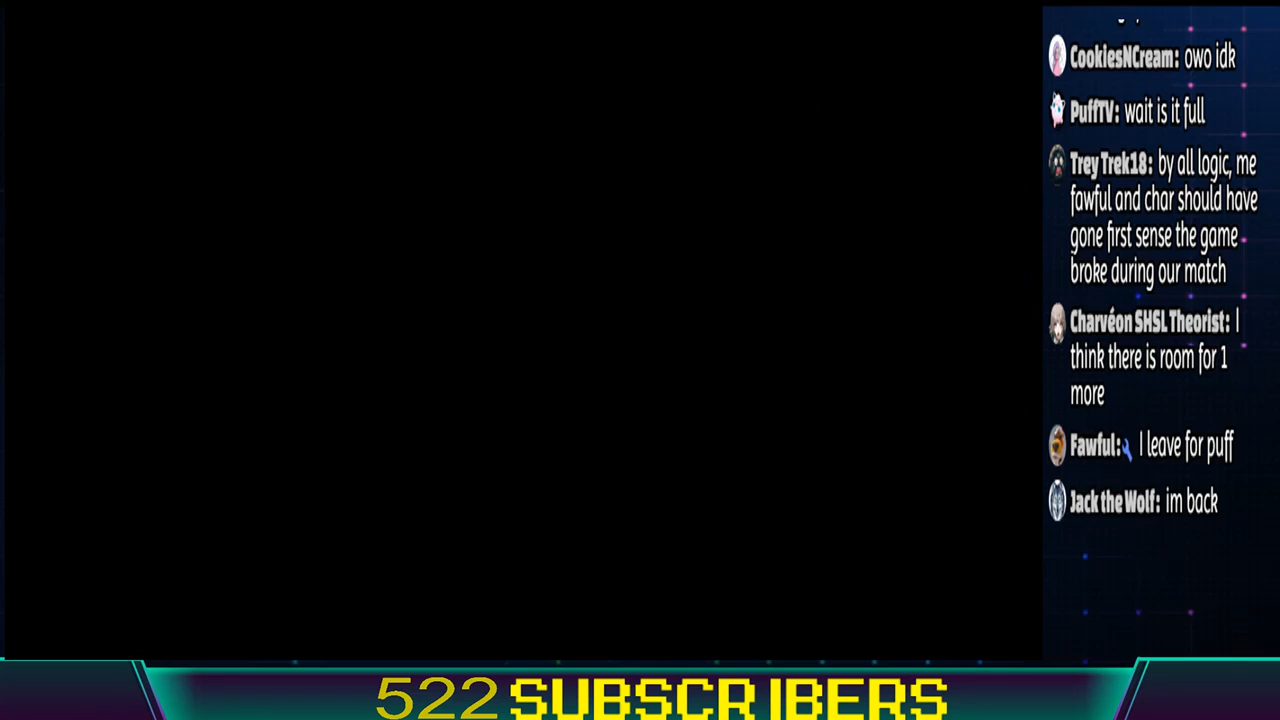 CookiesNCream: owo idk
PuffTV: wait is it full
Trey Trek18: by all logic, me
fawful and char should have
gone first sense the game
broke during our match
Charvéon SHSL Theorist: I
think there is room for 1
more
Fawful: I leave for puff
Jack the Wolf: im back
522 SUBSCRIBERS